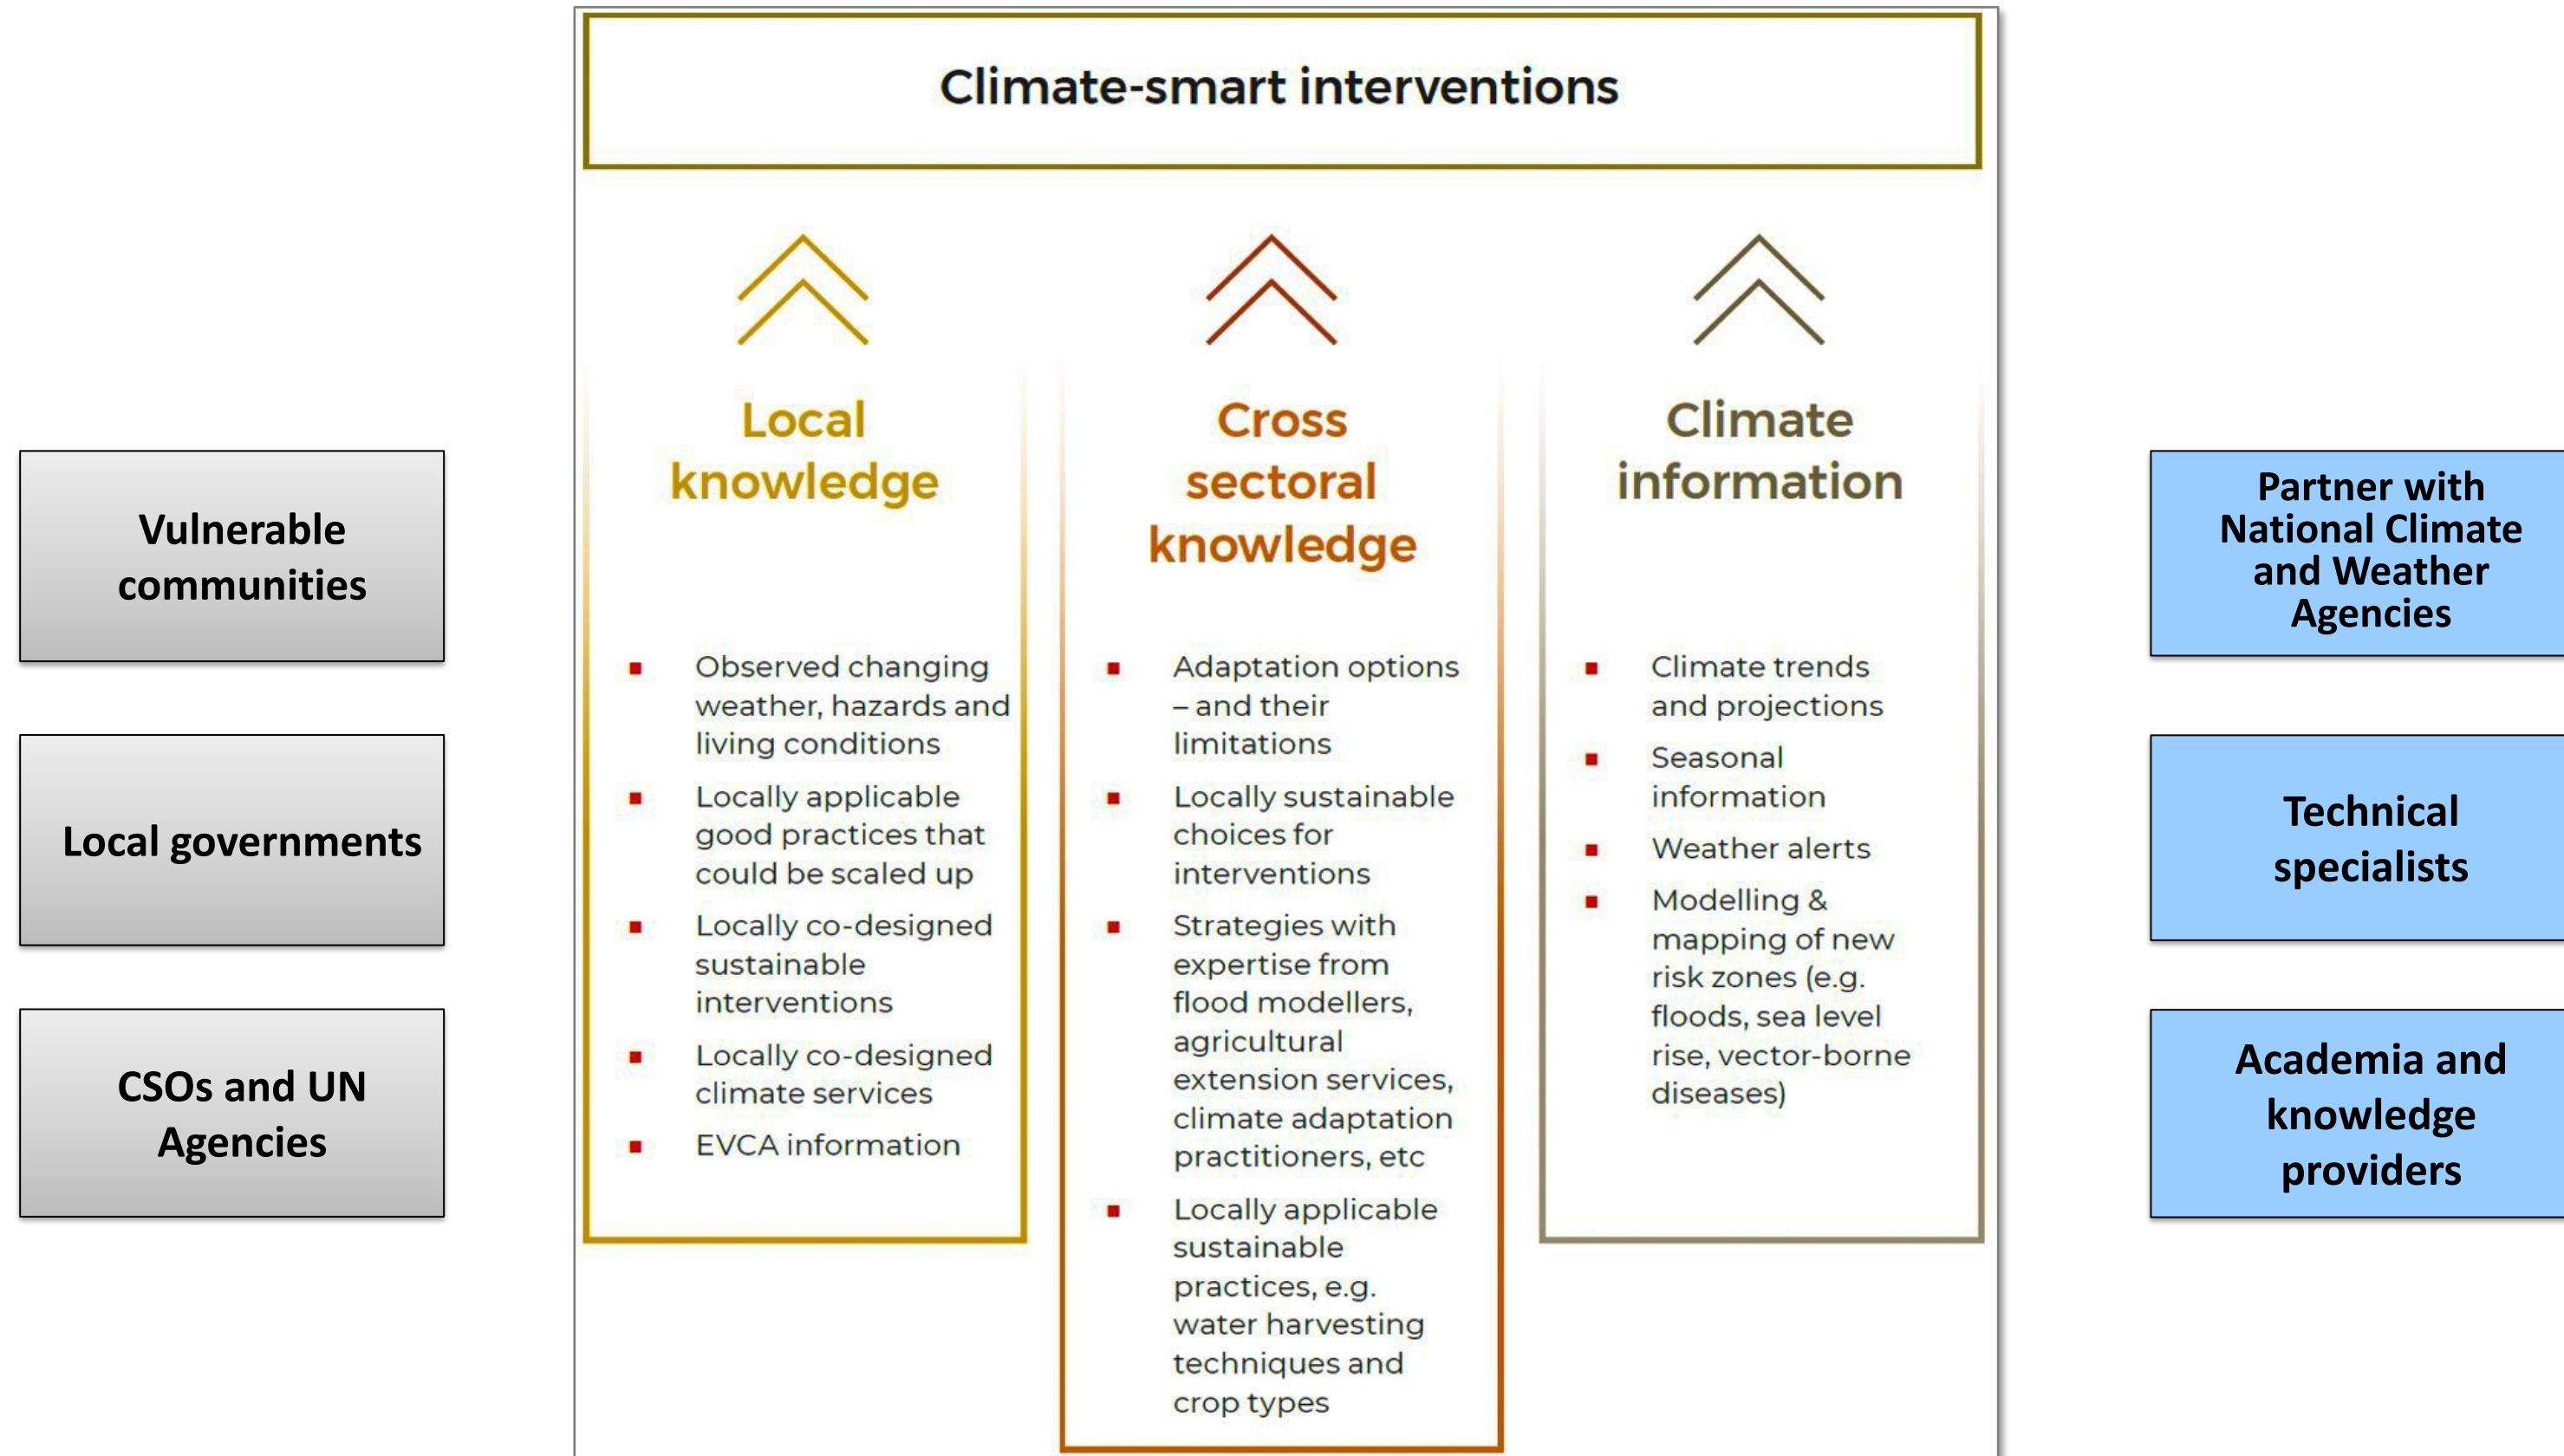 Climate-smart interventions
Vulnerable
communities
Local governments
CSOs and UN
Agencies
Local
knowledge
▪ Observed changing
weather, hazards and
living conditions
▪ Locally applicable
good practices that
could be scaled up
▪ Locally co-designed
sustainable
interventions
▪ Locally co-designed
climate services
▪ EVCA information
Cross
sectoral
knowledge
▪ Adaptation options
– and their
limitations
▪ Locally sustainable
choices for
interventions
▪ Strategies with
expertise from
flood modellers,
agricultural
extension services,
climate adaptation
practitioners, etc
▪ Locally applicable
sustainable
practices, e.g.
water harvesting
techniques and
crop types
Climate
information
▪ Climate trends
and projections
▪ Seasonal
information
▪ Weather alerts
▪ Modelling &
mapping of new
risk zones (e.g.
floods, sea level
rise, vector-borne
diseases)
Partner with
National Climate
and Weather
Agencies
Technical
specialists
Academia and
knowledge
providers